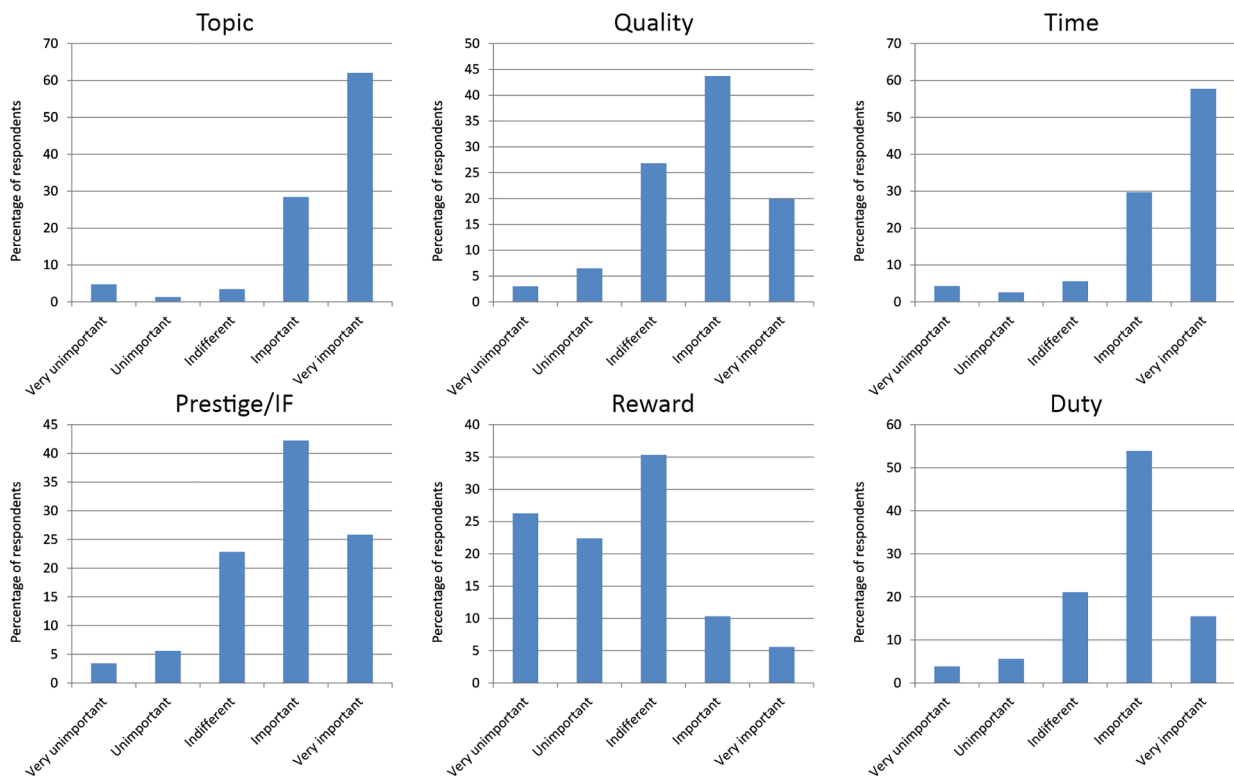 Topic
Percentage of respondents
70
60
50
40
30
20
10
0
Very unimportant
Unimportant
Indifferent
Important
Very important
Quality
Percentage of respondents
50
45
40
35
30
25
20
15
10
5
0
Very unimportant
Unimportant
Indifferent
Important
Very important
Time
Percentage of respondents
70
60
50
40
30
20
10
0
Very unimportant
Unimportant
Indifferent
Important
Very important
Prestige/IF
Percentage of respondents
45
40
35
30
25
20
15
10
5
0
Very unimportant
Unimportant
Indifferent
Important
Very important
Reward
Percentage of respondents
40
35
30
25
20
15
10
5
0
Very unimportant
Unimportant
Indifferent
Important
Very important
Duty
Percentage of respondents
60
50
40
30
20
10
0
Very unimportant
Unimportant
Indifferent
Important
Very important